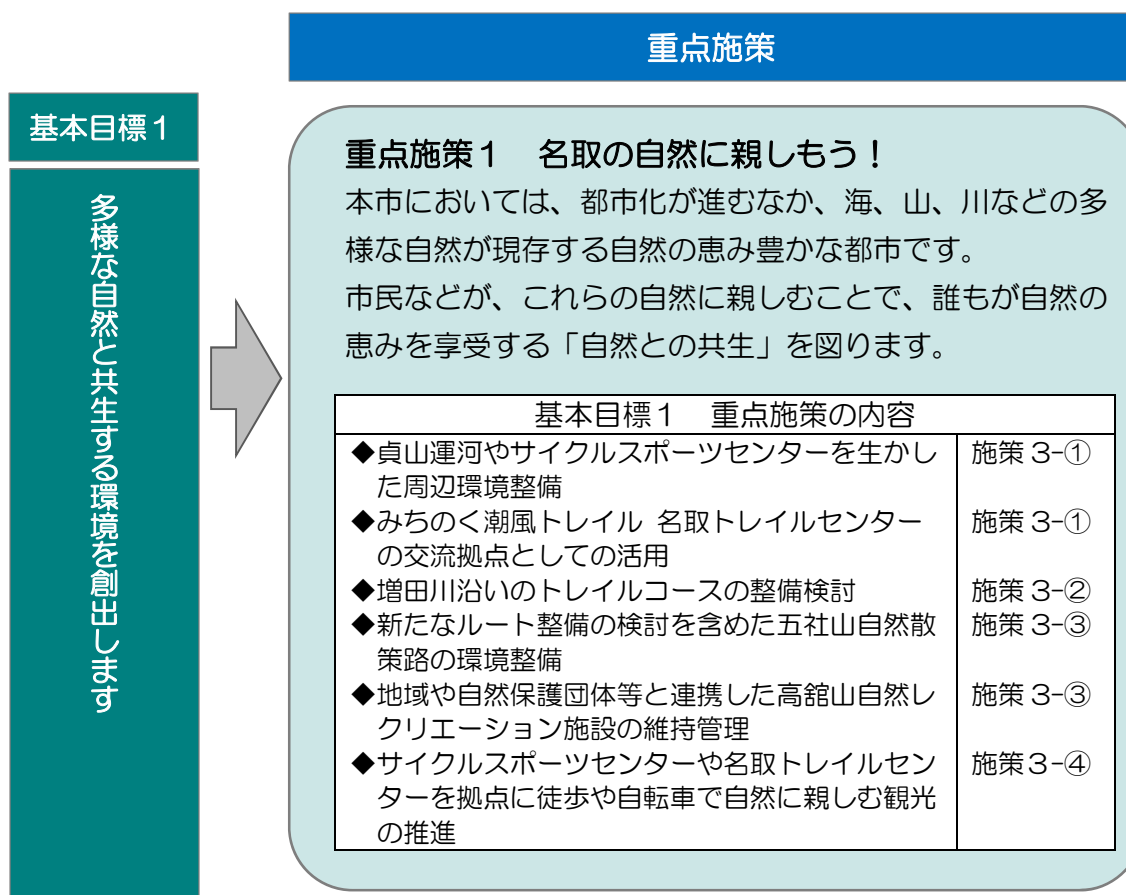 重点施策
基本目標１
多様な自然と共生する環境を創出します
重点施策１　名取の自然に親しもう！
本市においては、都市化が進むなか、海、山、川などの多
様な自然が現存する自然の恵み豊かな都市です。
市民などが、これらの自然に親しむことで、誰もが自然の
恵みを享受する「自然との共生」を図ります。
基本目標１　重点施策の内容
◆貞山運河やサイクルスポーツセンターを生かし 施策３-①
た周辺環境整備
◆みちのく潮風トレイル 名取トレイルセンター 施策３-①
の交流拠点としての活用
◆増田川沿いのトレイルコースの整備検討 施策３-②
◆新たなルート整備の検討を含めた五社山自然散 施策３-③
策路の環境整備
◆地域や自然保護団体等と連携した高舘山自然レ 施策３-③
クリエーション施設の維持管理
◆サイクルスポーツセンターや名取トレイルセン 施策３-④
ターを拠点に徒歩や自転車で自然に親しむ観光
の推進